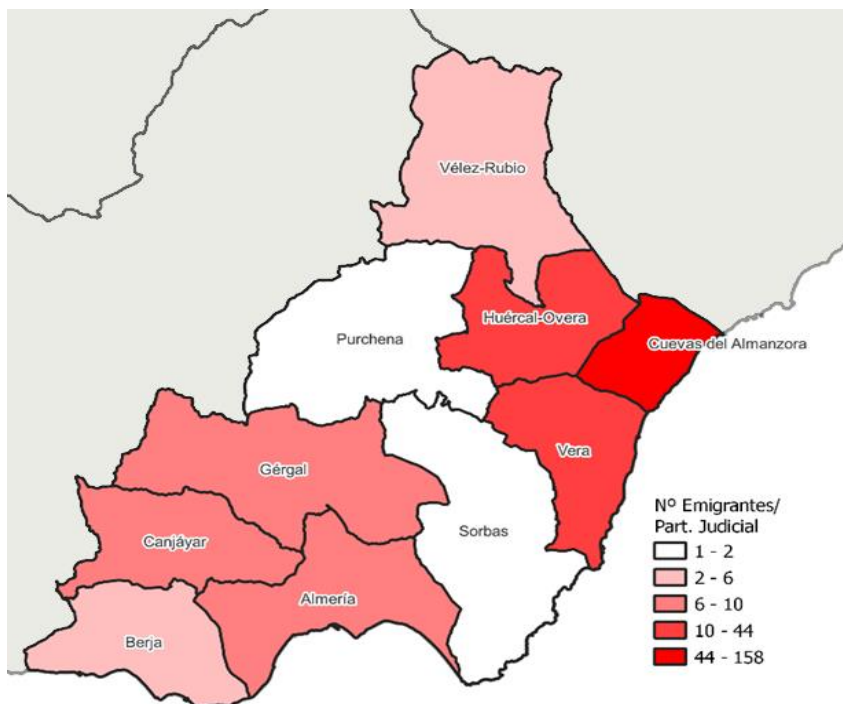 Vélez-Rubio
Huércal-Overa
Purchena
Cuevas del Almanzora
Vera
Gérgal
Sorbas
Canjáyar
Almería
Berja
Nº Emigrantes/
Part. Judicial
1 - 2
2 - 6
6 - 10
10 - 44
44 - 158